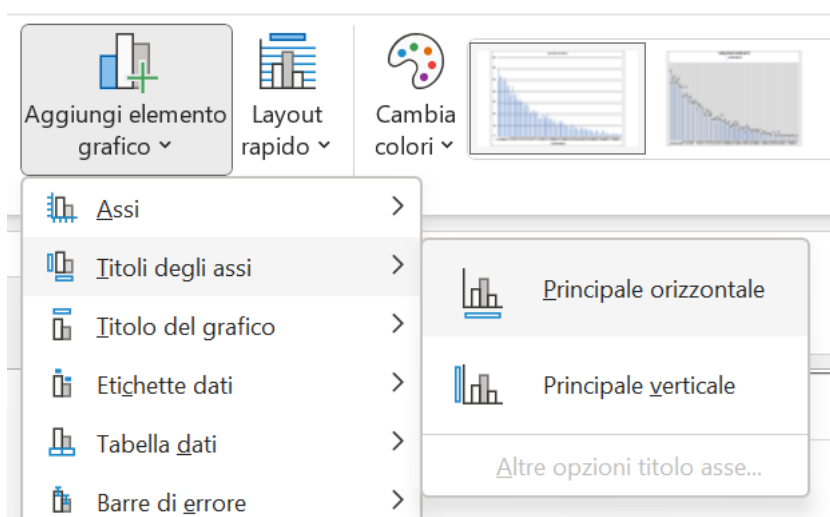 Aggiungi elemento
grafico
Layout
rapido
Cambia
colori
Assi
Titoli degli assi
Titolo del grafico
Etichette dati
Tabella dati
Barre di errore
Principale orizzontale
Principale verticale
Altre opzioni titolo asse...